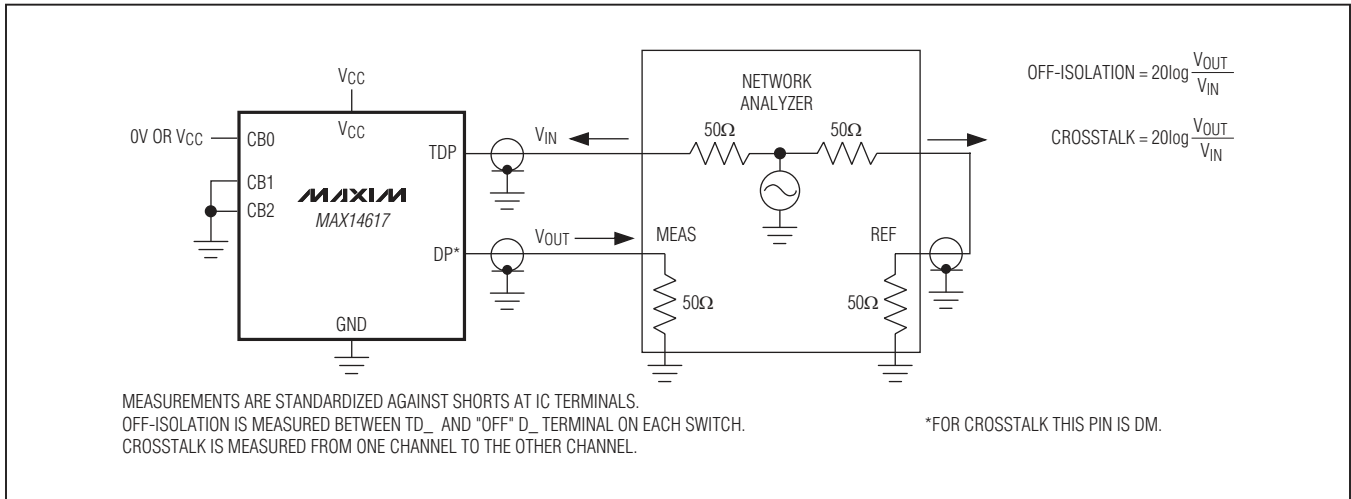 VCC
0V OR VCC
CB0
VCC
TDP
CB1
CB2
MAXIM
MAX14617
DP*
GND
VIN
VOUT
NETWORK
ANALYZER
50Ω
50Ω
MEAS
REF
50Ω
50Ω
OFF-ISOLATION = 20log VOUT
VIN
CROSSTALK = 20log VOUT
VIN
MEASUREMENTS ARE STANDARDIZED AGAINST SHORTS AT IC TERMINALS.
OFF-ISOLATION IS MEASURED BETWEEN TD_ AND "OFF" D_ TERMINAL ON EACH SWITCH.
CROSSTALK IS MEASURED FROM ONE CHANNEL TO THE OTHER CHANNEL.
*FOR CROSSTALK THIS PIN IS DM.